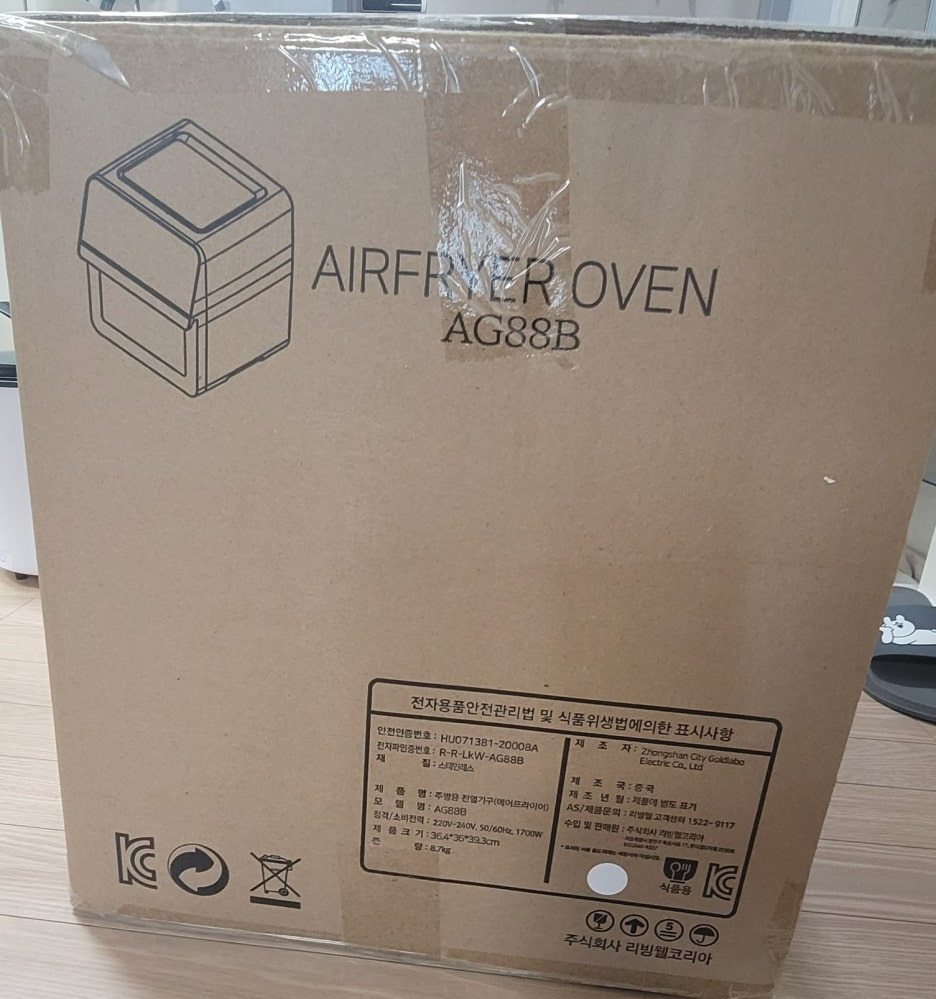 AIRFRYER OVEN
AG88B
전자용품안전관리법 및 식품위생법에의한 표시사항
안전인증번호 : HU071381-20008A
전자파인증번호 : R-R-LkW-AG88B
재 질 : 스테인레스
제 품 명 : 주방용 전열기구(에어프라이어)
모 델 명 : AG88B
정격/소비전력 : 220V-240V, 50/60Hz, 1700W
제 품 크 기 : 36.4*36*39.3cm
중 량 : 8.7kg
제 조 자 : Zhongshan City Goldlabo
Electric Co., Ltd
제 조 국 : 중국
제 조 년 월 : 제품에 별도 표기
AS/제품문의 : 리빙웰 고객센터 1522-9117
수입 및 판매원 : 주식회사 리빙웰코리아
식품용
5
주식회사 리빙웰코리아